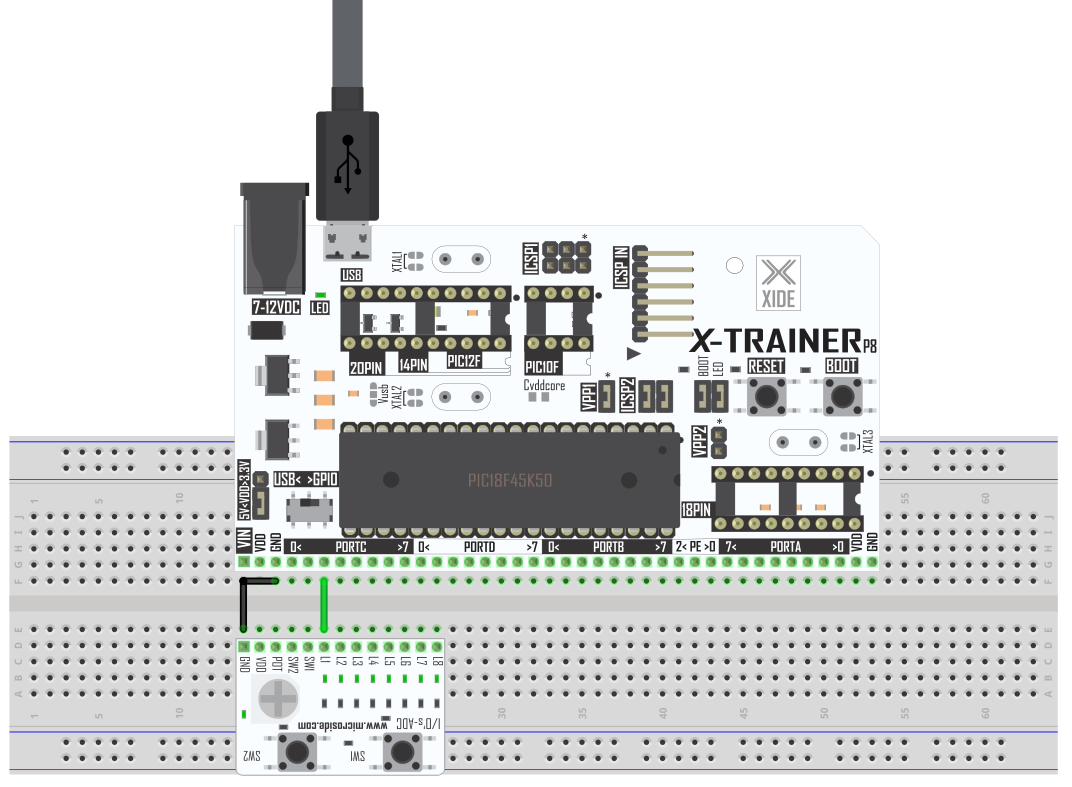 XTAL1
ICSP1
*
ICSP IN
USB
XIDE
7-12VDC
LED
X-TRAINER P8
20PIN
14PIN
PIC12F
PIC10F
BOOT
LED
RESET
BOOT
Vusb
XTAL2
Cvddcore
VPP1
*
ICSP2
VPP2
*
XTAL3
5V<VDD>3.3V
USB< >GPIO
PIC18F45K50
18PIN
VIN
VDD
GND
0< PORTC >7
0< PORTD >7
0< PORTB >7
2< PE >0
7< PORTA >0
VDD
GND
1 10 55 60
J J
I I
H H
G G
F F
E E
D D
C C
B B
A A
GND
VDD
POT
SW2
SW1
L1
L2
L3
L4
L5
L6
L7
L8
1 5 10 30 35 40 45 50 55 60
I/O's-ADC
www.microside.com
SW2
SW1